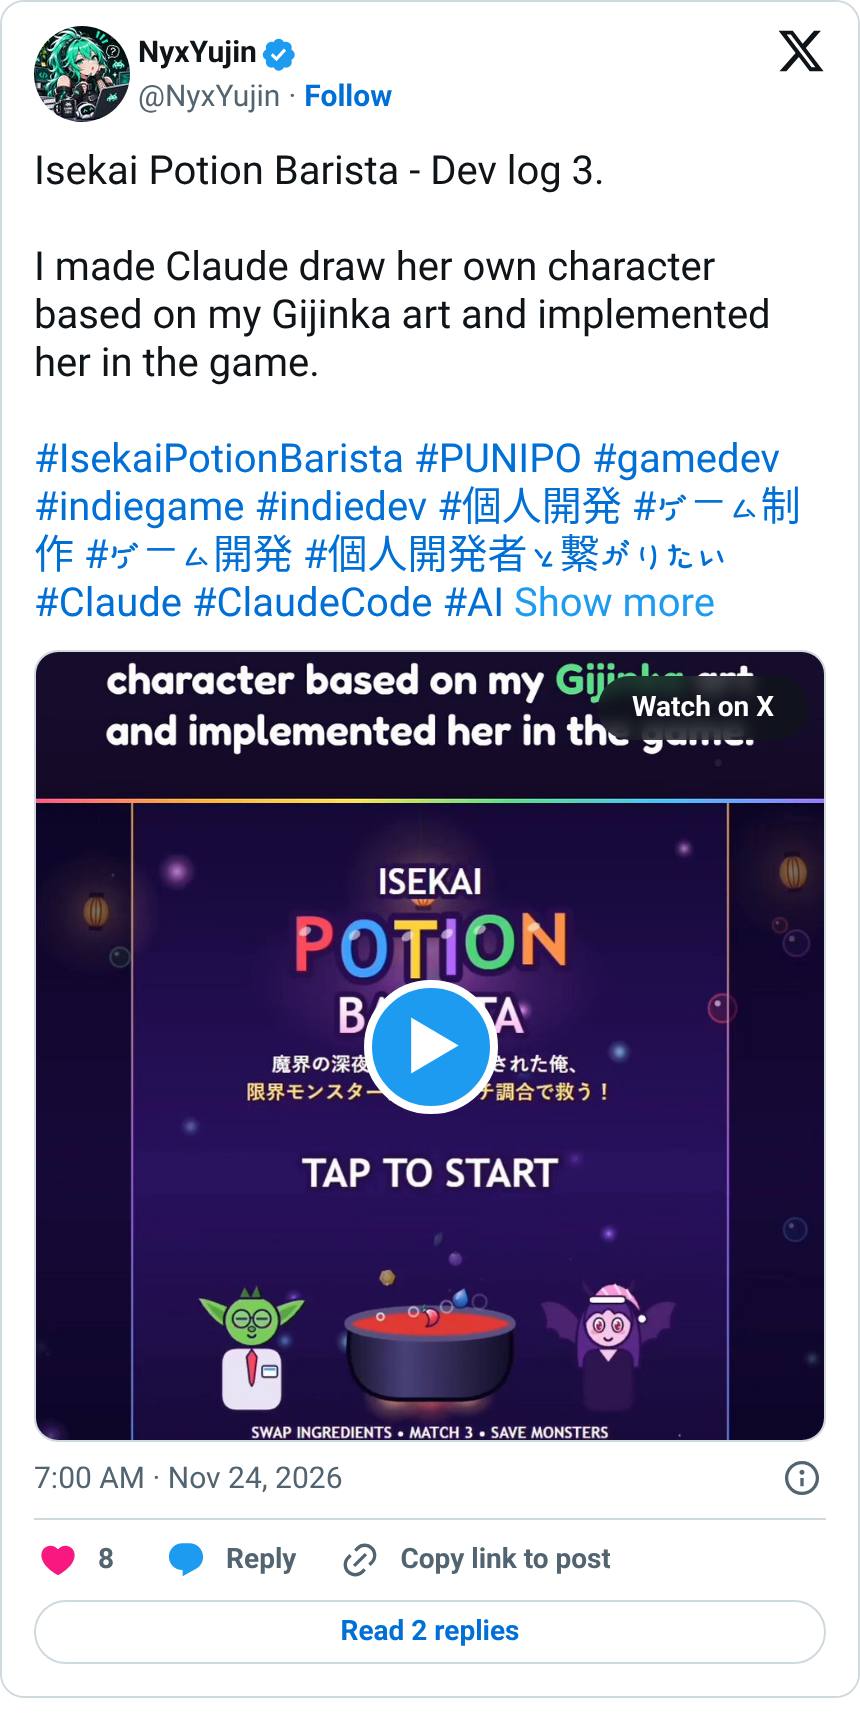 NyxYujin
@NyxYujin · Follow
Isekai Potion Barista - Dev log 3.
I made Claude draw her own character
based on my Gijinka art and implemented
her in the game.
#IsekaiPotionBarista #PUNIPO #gamedev
#indiegame #indiedev #個人開発 #ゲーム制
作 #ゲーム開発 #個人開発者と繋がりたい
#Claude #ClaudeCode #AI Show more
character based on my Gijinka art
Watch on X
and implemented her in the game.
ISEKAI
POTION
魔界の深夜 された俺、
限界モンスター チ調合で救う！
TAP TO START
SWAP INGREDIENTS • MATCH 3 • SAVE MONSTERS
7:00 AM · Nov 24, 2026
8 Reply Copy link to post
Read 2 replies